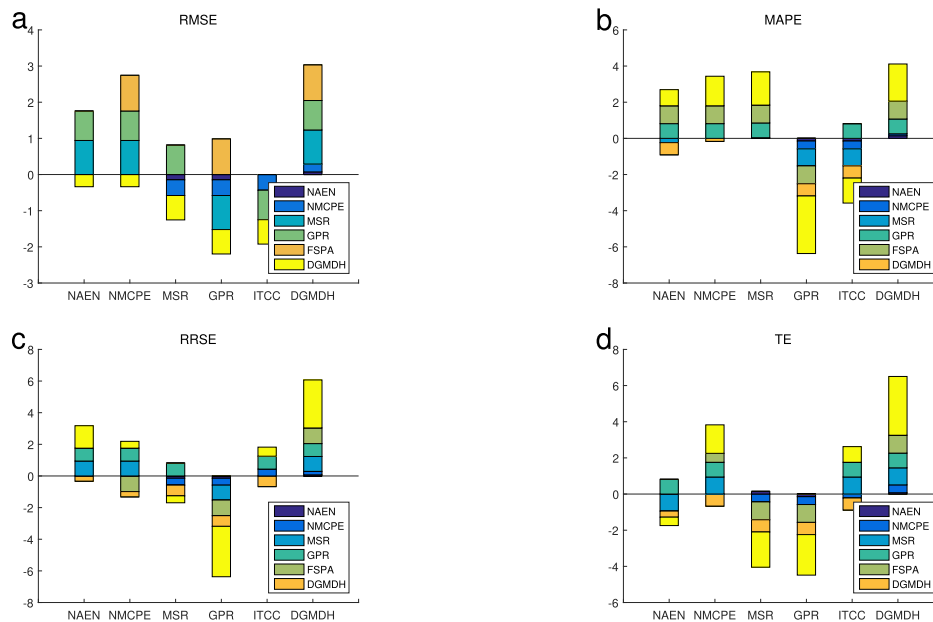 a
RMSE
4
3
2
1
0
-1
-2
-3
NAEN NMCPE MSR GPR ITCC DGMDH
NAEN
NMCPE
MSR
GPR
FSPA
DGMDH
b
MAPE
6
4
2
0
-2
-4
-6
-8
NAEN NMCPE MSR GPR ITCC DGMDH
NAEN
NMCPE
MSR
GPR
FSPA
DGMDH
c
RRSE
8
6
4
2
0
-2
-4
-6
-8
NAEN NMCPE MSR GPR ITCC DGMDH
NAEN
NMCPE
MSR
GPR
FSPA
DGMDH
d
TE
8
6
4
2
0
-2
-4
-6
NAEN NMCPE MSR GPR ITCC DGMDH
NAEN
NMCPE
MSR
GPR
FSPA
DGMDH